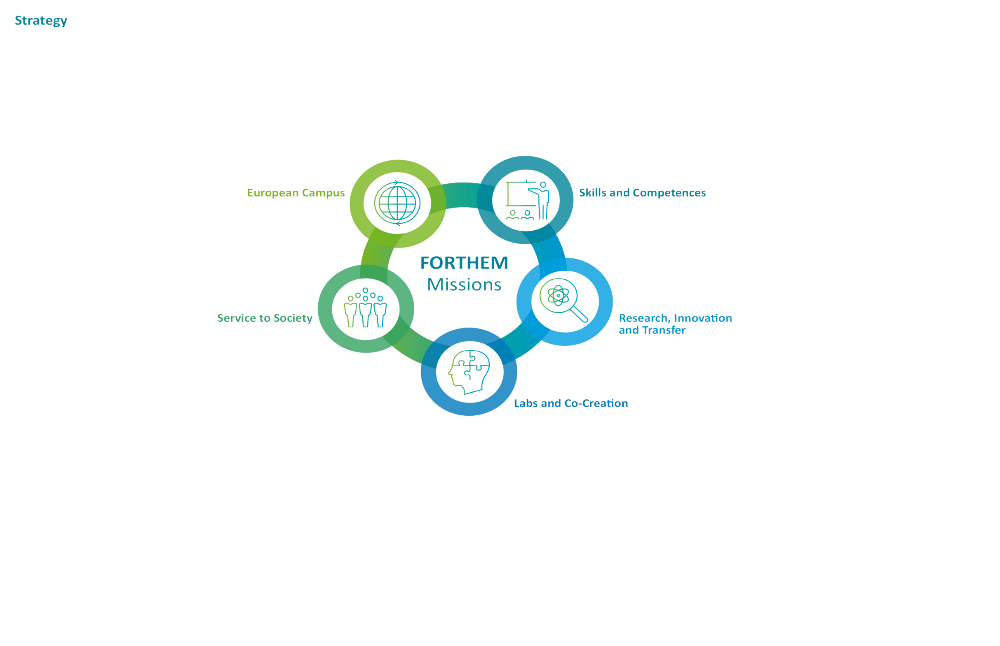 Strategy
European Campus
Skills and Competences
FORTHEM
Missions
Service to Society
Research, Innovation
and Transfer
Labs and Co-Creation